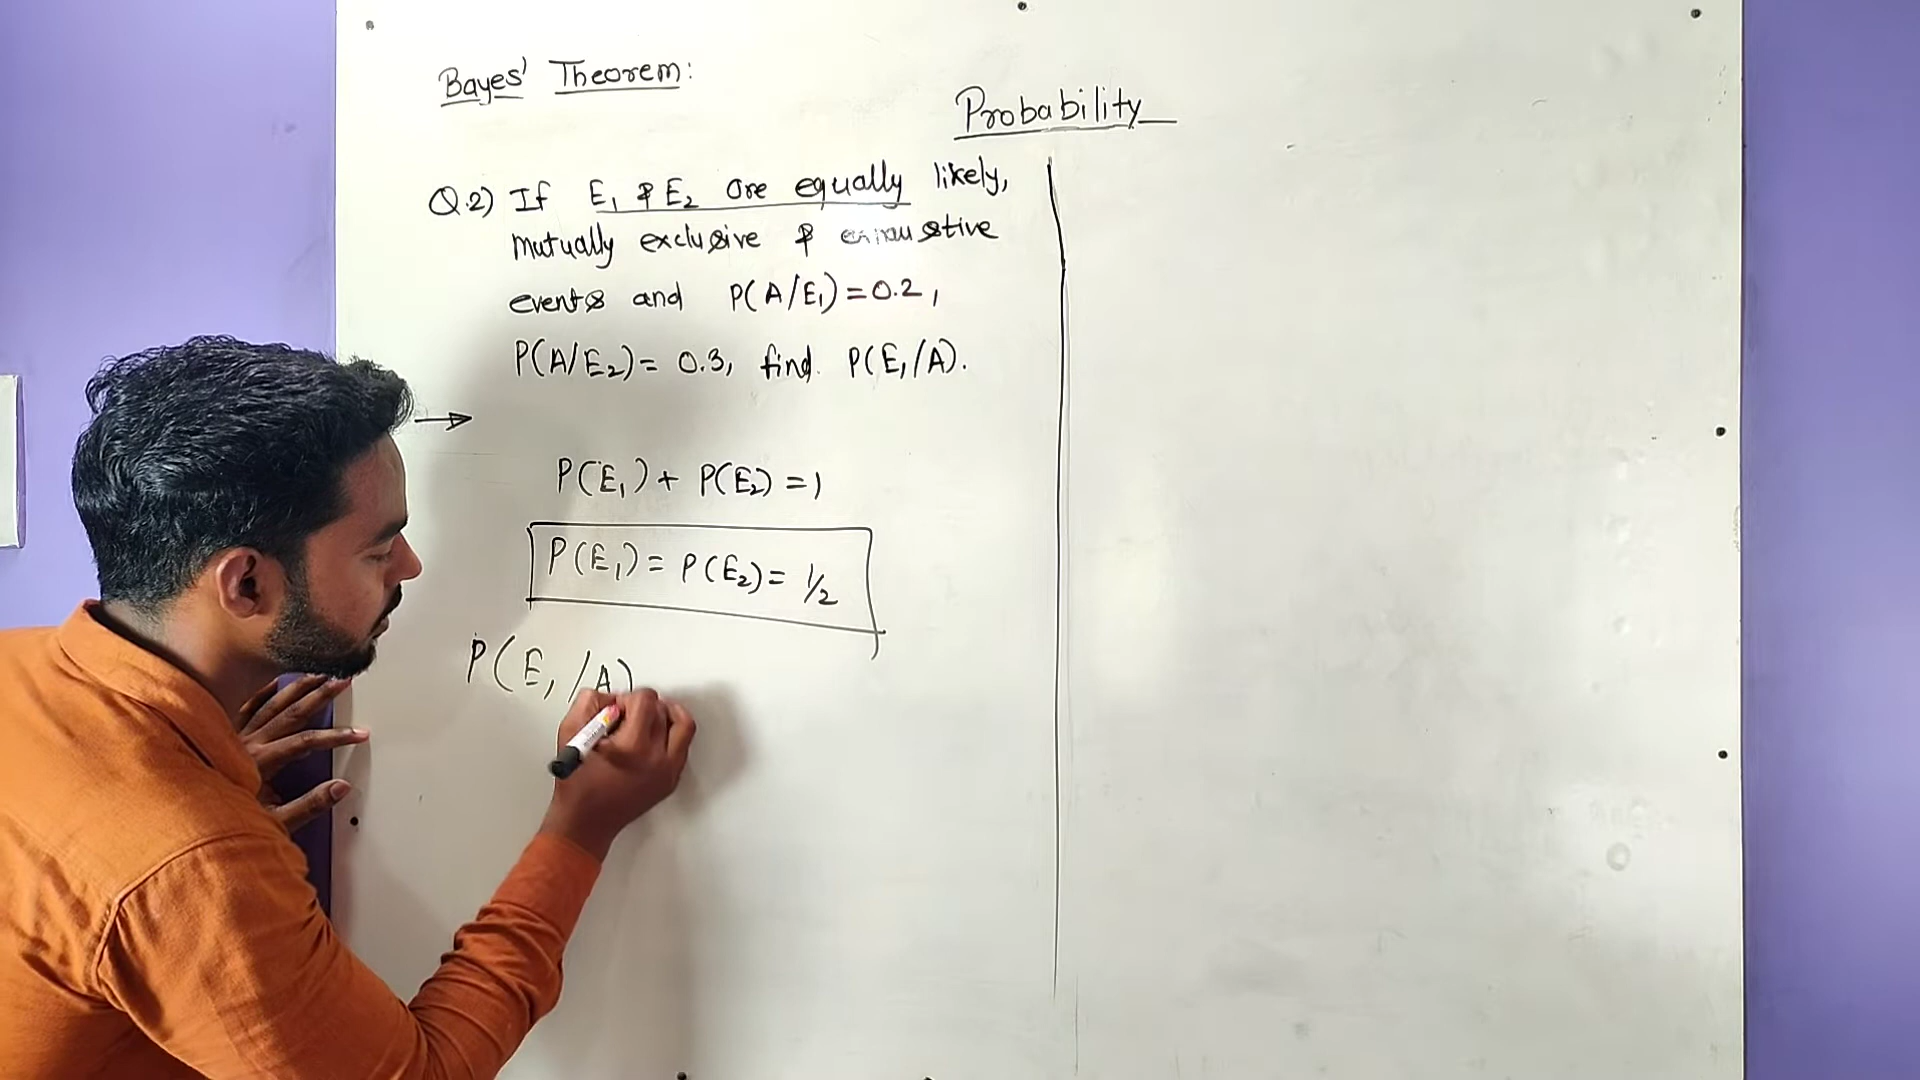 Bayes' Theorem:
Probability
Q.2) If E₁ & E₂ are equally likely,
mutually exclusive & exhaustive
events and P(A/E₁) = 0.2,
P(A/E₂) = 0.3, find P(E₁/A).
→
P(E₁) + P(E₂) = 1
P(E₁) = P(E₂) = 1/2
P(E₁/A)